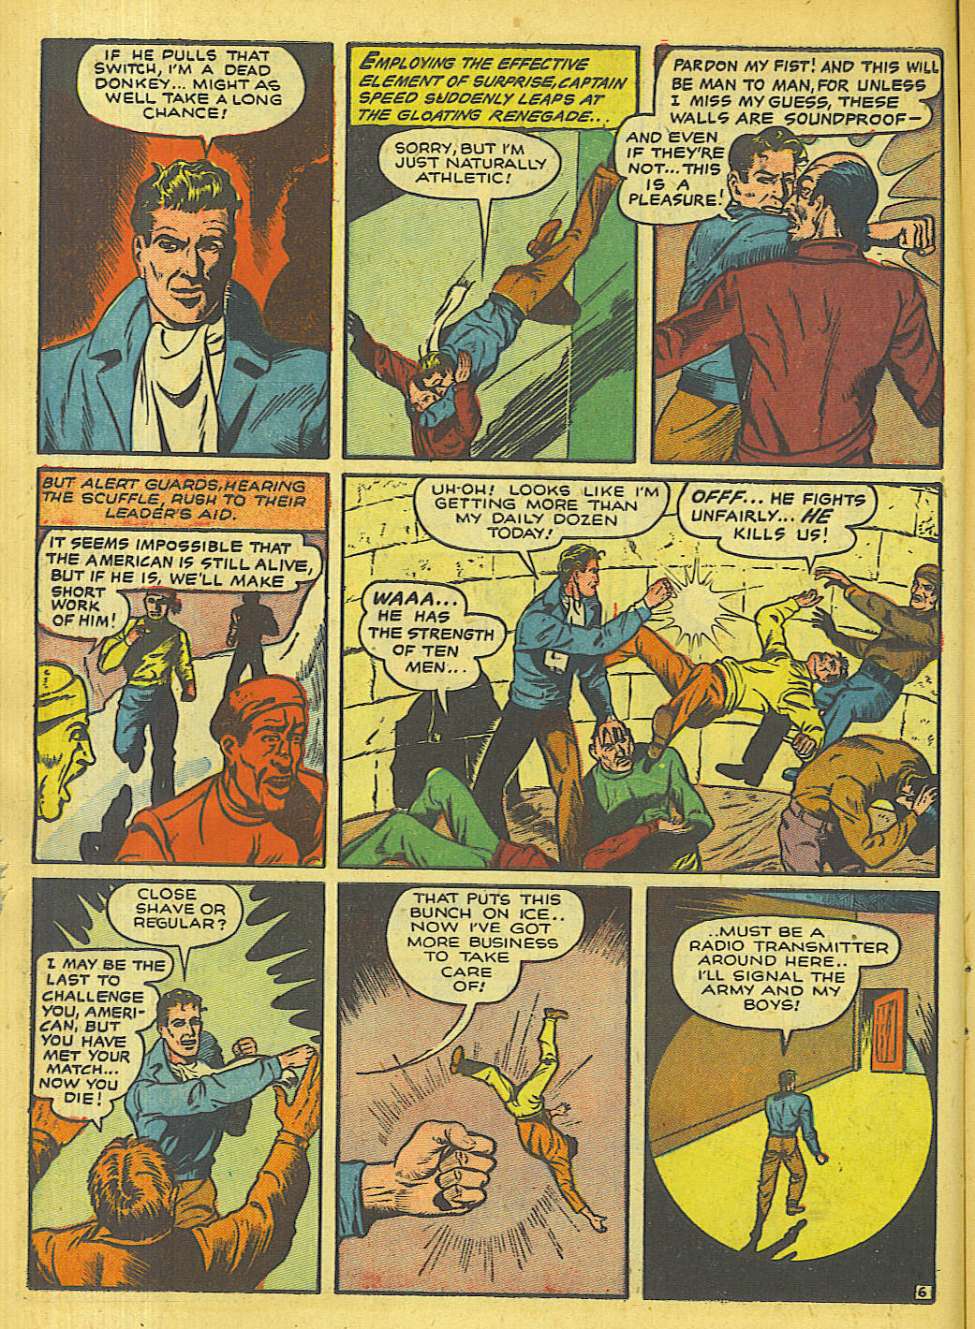 IF HE PULLS THAT
SWITCH, I'M A DEAD
DONKEY... MIGHT AS
WELL TAKE A LONG
CHANCE!
EMPLOYING THE EFFECTIVE
ELEMENT OF SURPRISE, CAPTAIN
SPEED SUDDENLY LEAPS AT
THE GLOATING RENEGADE...
SORRY, BUT I'M
JUST NATURALLY
ATHLETIC!
PARDON MY FIST! AND THIS WILL
BE MAN TO MAN, FOR UNLESS
I MISS MY GUESS, THESE
WALLS ARE SOUNDPROOF—
AND EVEN
IF THEY'RE
NOT... THIS
IS A
PLEASURE!
BUT ALERT GUARDS, HEARING
THE SCUFFLE, RUSH TO THEIR
LEADER'S AID.
IT SEEMS IMPOSSIBLE THAT
THE AMERICAN IS STILL ALIVE,
BUT IF HE IS, WE'LL MAKE
SHORT
WORK
OF HIM!
UH-OH! LOOKS LIKE I'M
GETTING MORE THAN
MY DAILY DOZEN
TODAY!
OFFF... HE FIGHTS
UNFAIRLY... HE
KILLS US!
WAAA...
HE HAS
THE STRENGTH
OF TEN
MEN...
CLOSE
SHAVE OR
REGULAR?
I MAY BE THE
LAST TO
CHALLENGE
YOU, AMERI-
CAN, BUT
YOU HAVE
MET YOUR
MATCH...
NOW YOU
DIE!
THAT PUTS THIS
BUNCH ON ICE..
NOW I'VE GOT
MORE BUSINESS
TO TAKE
CARE
OF!
..MUST BE A
RADIO TRANSMITTER
AROUND HERE..
I'LL SIGNAL THE
ARMY AND MY
BOYS!
6